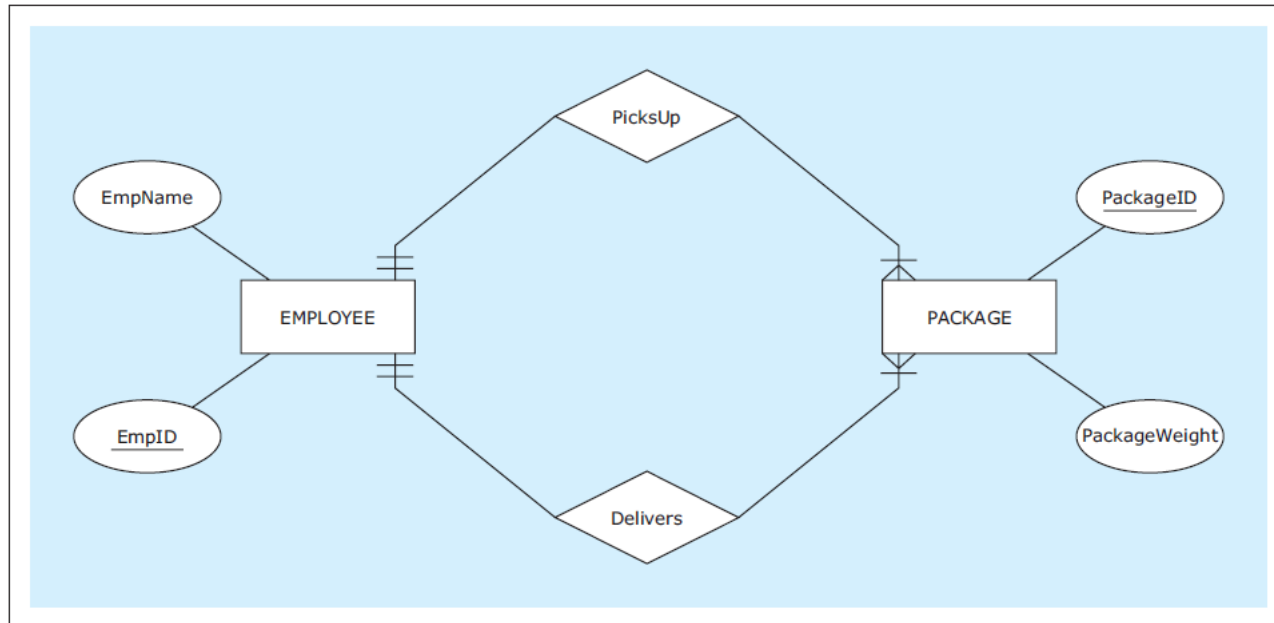 PicksUp
EmpName
PackageID
EMPLOYEE
PACKAGE
EmpID
PackageWeight
Delivers